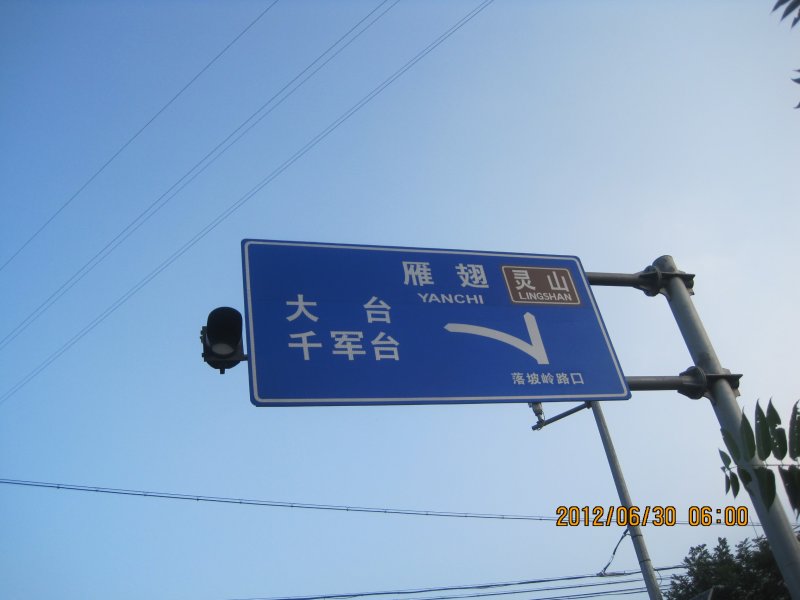 雁翅 灵山
YANCHI LINGSHAN
大台
千军台
落坡岭路口
2012/06/30 06:00